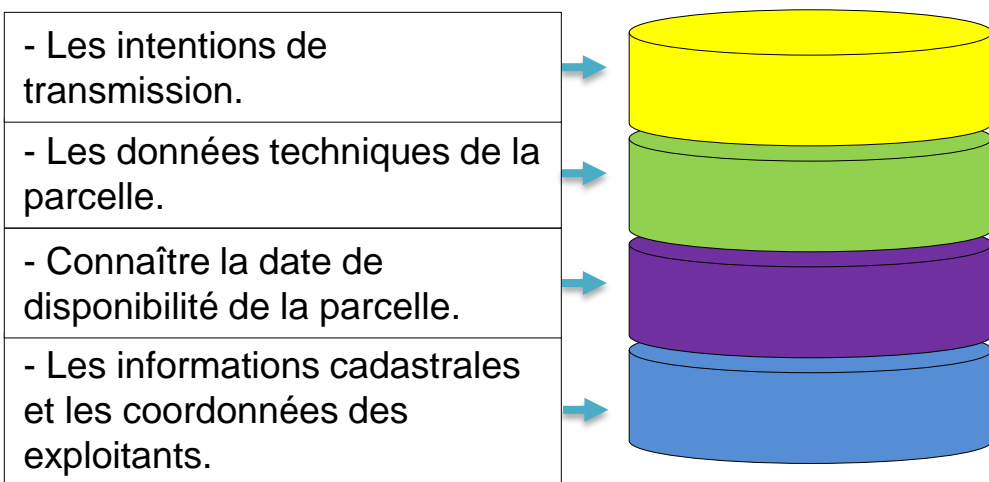 - Les intentions de
transmission.
- Les données techniques de la
parcelle.
- Connaître la date de
disponibilité de la parcelle.
- Les informations cadastrales
et les coordonnées des
exploitants.